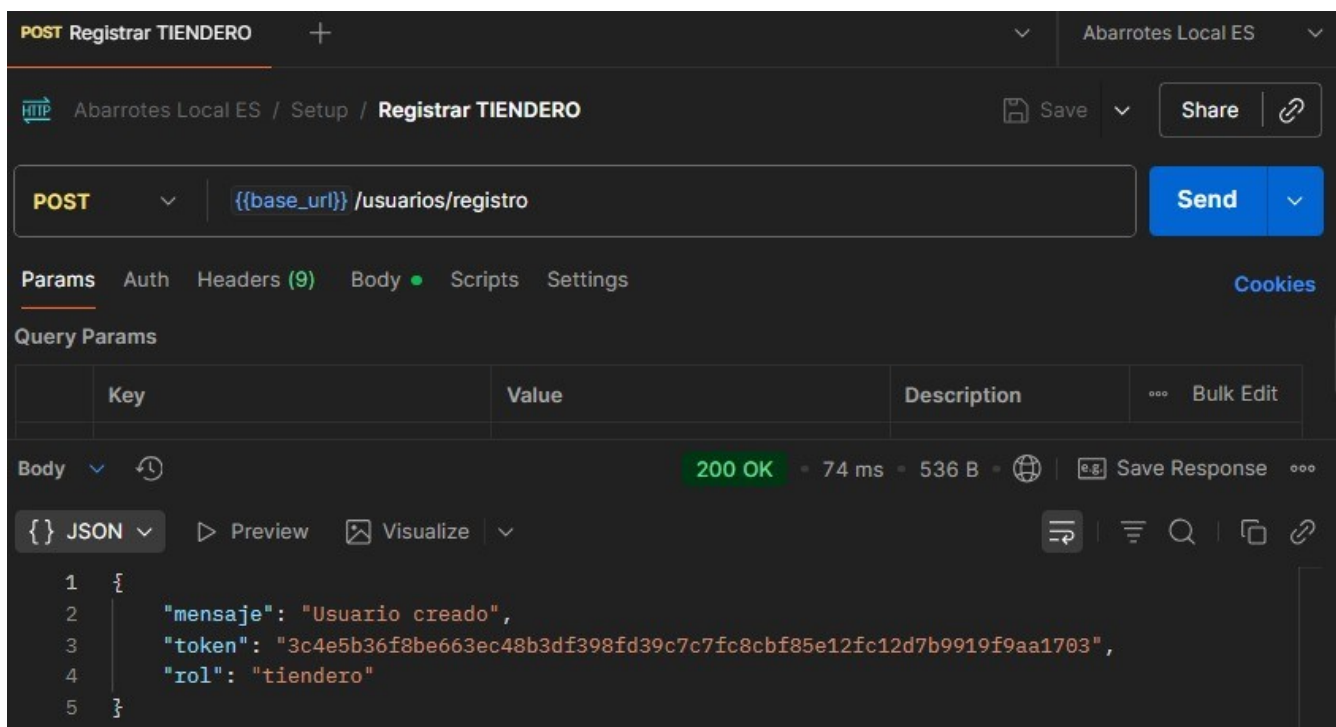 POST Registrar TIENDERO
Abarrotes Local ES
HTTP Abarrotes Local ES / Setup / Registrar TIENDERO Save Share
POST {{base_url}} /usuarios/registro Send
Params Auth Headers (9) Body Scripts Settings Cookies
Query Params
Key Value Description Bulk Edit
Body 200 OK 74 ms 536 B e.g. Save Response
{} JSON Preview Visualize
1 {
2 "mensaje": "Usuario creado",
3 "token": "3c4e5b36f8be663ec48b3df398fd39c7c7fc8cbf85e12fc12d7b9919f9aa1703",
4 "rol": "tiendero"
5 }